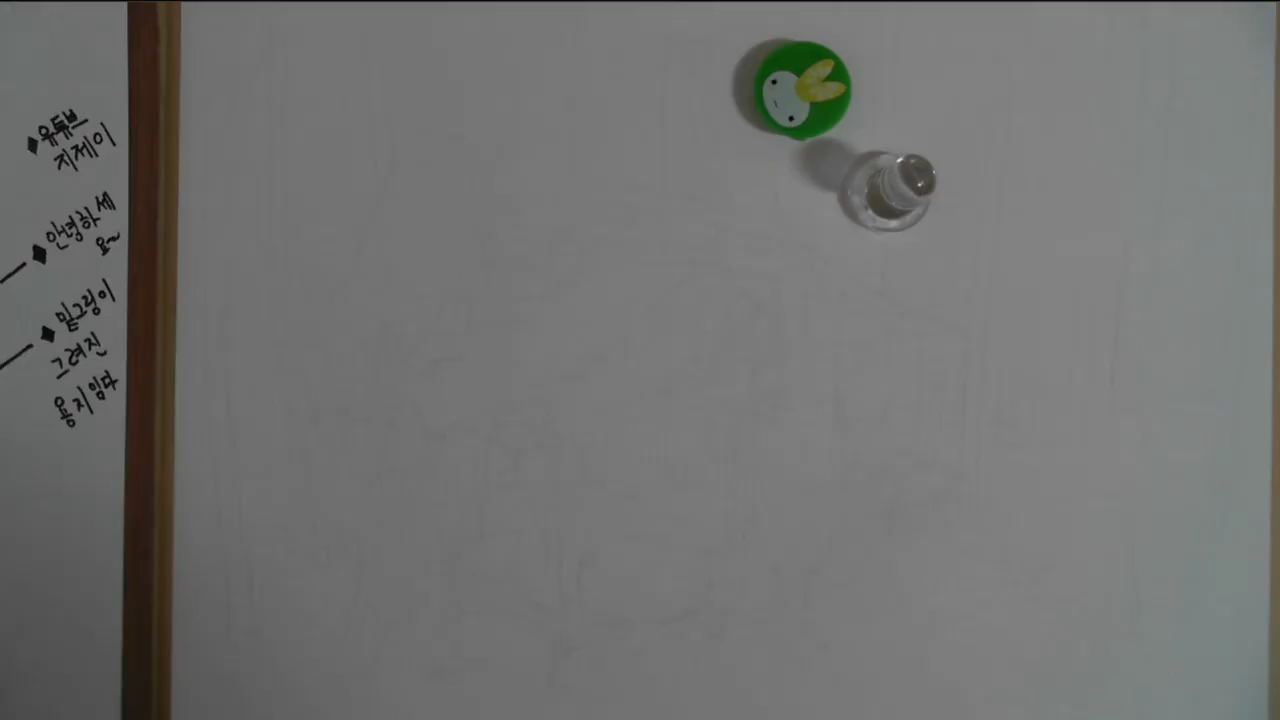 ♦유튜브
지제이
♦안녕하세
요~
♦밑그림이
그려진
용지임다